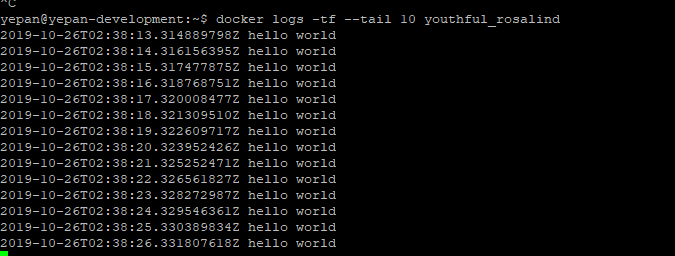 ^C
yepan@yepan-development:~$ docker logs -tf --tail 10 youthful_rosalind
2019-10-26T02:38:13.314889798Z hello world
2019-10-26T02:38:14.316156395Z hello world
2019-10-26T02:38:15.317477875Z hello world
2019-10-26T02:38:16.318768751Z hello world
2019-10-26T02:38:17.320008477Z hello world
2019-10-26T02:38:18.321309510Z hello world
2019-10-26T02:38:19.322609717Z hello world
2019-10-26T02:38:20.323952426Z hello world
2019-10-26T02:38:21.325252471Z hello world
2019-10-26T02:38:22.326561827Z hello world
2019-10-26T02:38:23.328272987Z hello world
2019-10-26T02:38:24.329546361Z hello world
2019-10-26T02:38:25.330389834Z hello world
2019-10-26T02:38:26.331807618Z hello world